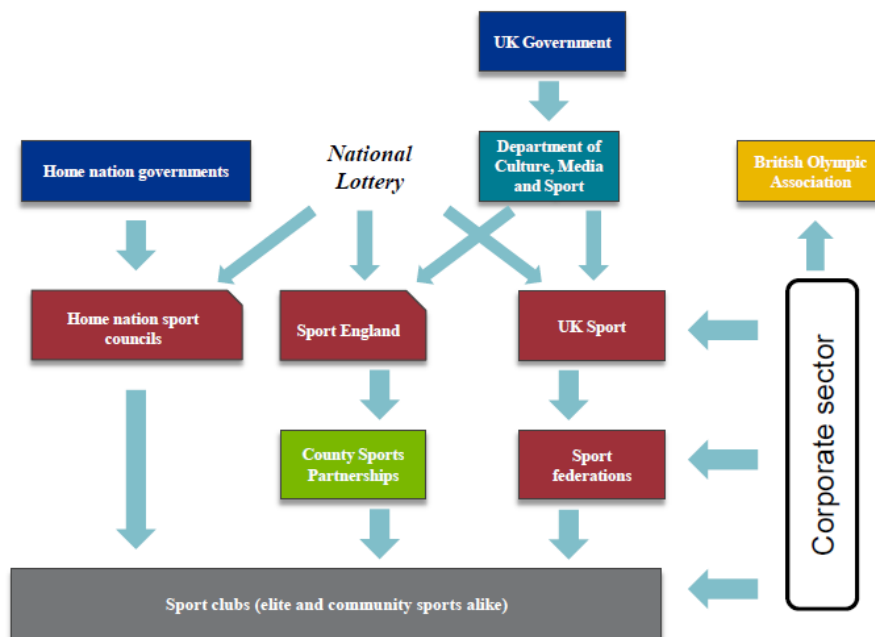 UK Government
Home nation governments
National
Lottery
Department of
Culture, Media
and Sport
British Olympic
Association
Home nation sport
councils
Sport England
UK Sport
County Sports
Partnerships
Sport
federations
Corporate sector
Sport clubs (elite and community sports alike)